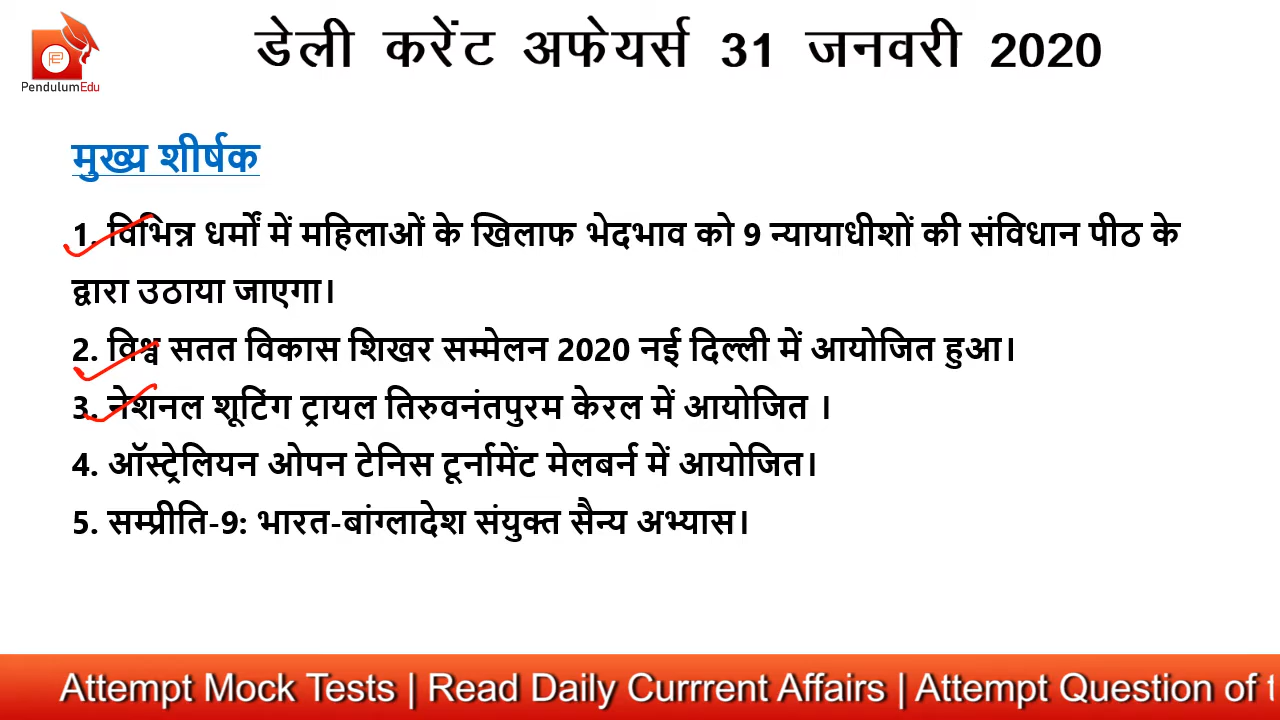 डेली करेंट अफेयर्स 31 जनवरी 2020
PendulumEdu
मुख्य शीर्षक
1. विभिन्न धर्मों में महिलाओं के खिलाफ भेदभाव को 9 न्यायाधीशों की संविधान पीठ के
द्वारा उठाया जाएगा।
2. विश्व सतत विकास शिखर सम्मेलन 2020 नई दिल्ली में आयोजित हुआ।
3. नेशनल शूटिंग ट्रायल तिरुवनंतपुरम केरल में आयोजित ।
4. ऑस्ट्रेलियन ओपन टेनिस टूर्नामेंट मेलबर्न में आयोजित।
5. सम्प्रीति-9: भारत-बांग्लादेश संयुक्त सैन्य अभ्यास।
Attempt Mock Tests | Read Daily Currrent Affairs | Attempt Question of t